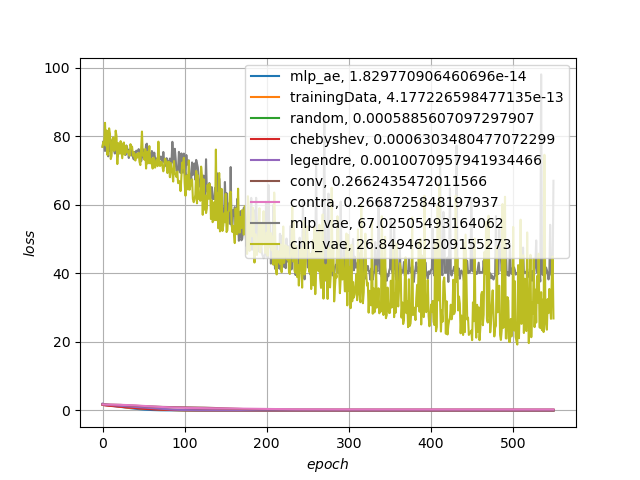 100
80
60
40
20
0
loss
mlp_ae, 1.829770906460696e-14
trainingData, 4.177226598477135e-13
random, 0.0005885607097297907
chebyshev, 0.0006303480477072299
legendre, 0.0010070957941934466
conv, 0.2662435472011566
contra, 0.2668725848197937
mlp_vae, 67.02505493164062
cnn_vae, 26.849462509155273
0 100 200 300 400 500
epoch